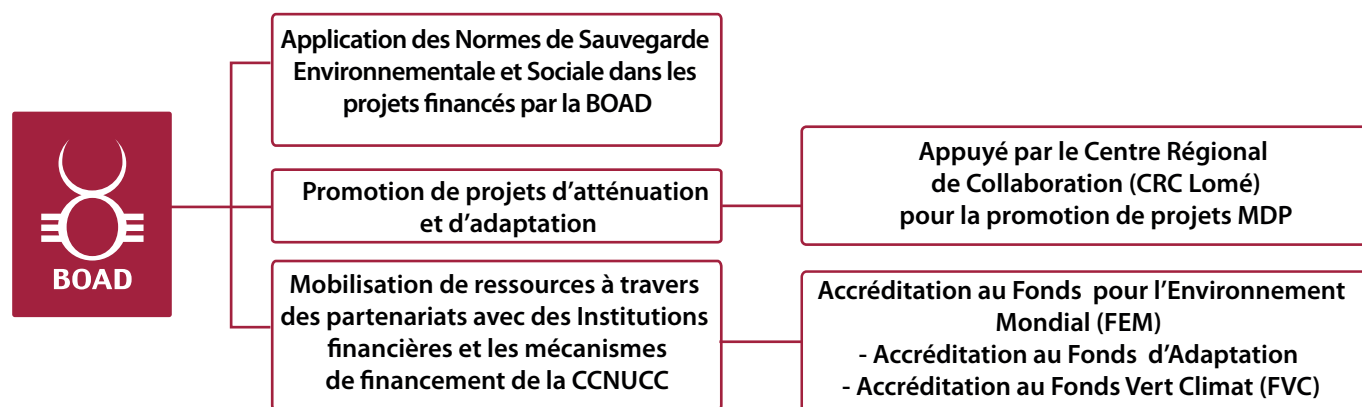 BOAD
Application des Normes de Sauvegarde
Environnementale et Sociale dans les
projets financés par la BOAD
Promotion de projets d'atténuation
et d'adaptation
Appuyé par le Centre Régional
de Collaboration (CRC Lomé)
pour la promotion de projets MDP
Mobilisation de ressources à travers
des partenariats avec des Institutions
financières et les mécanismes
de financement de la CCNUCC
Accréditation au Fonds pour l'Environnement
Mondial (FEM)
- Accréditation au Fonds d'Adaptation
- Accréditation au Fonds Vert Climat (FVC)